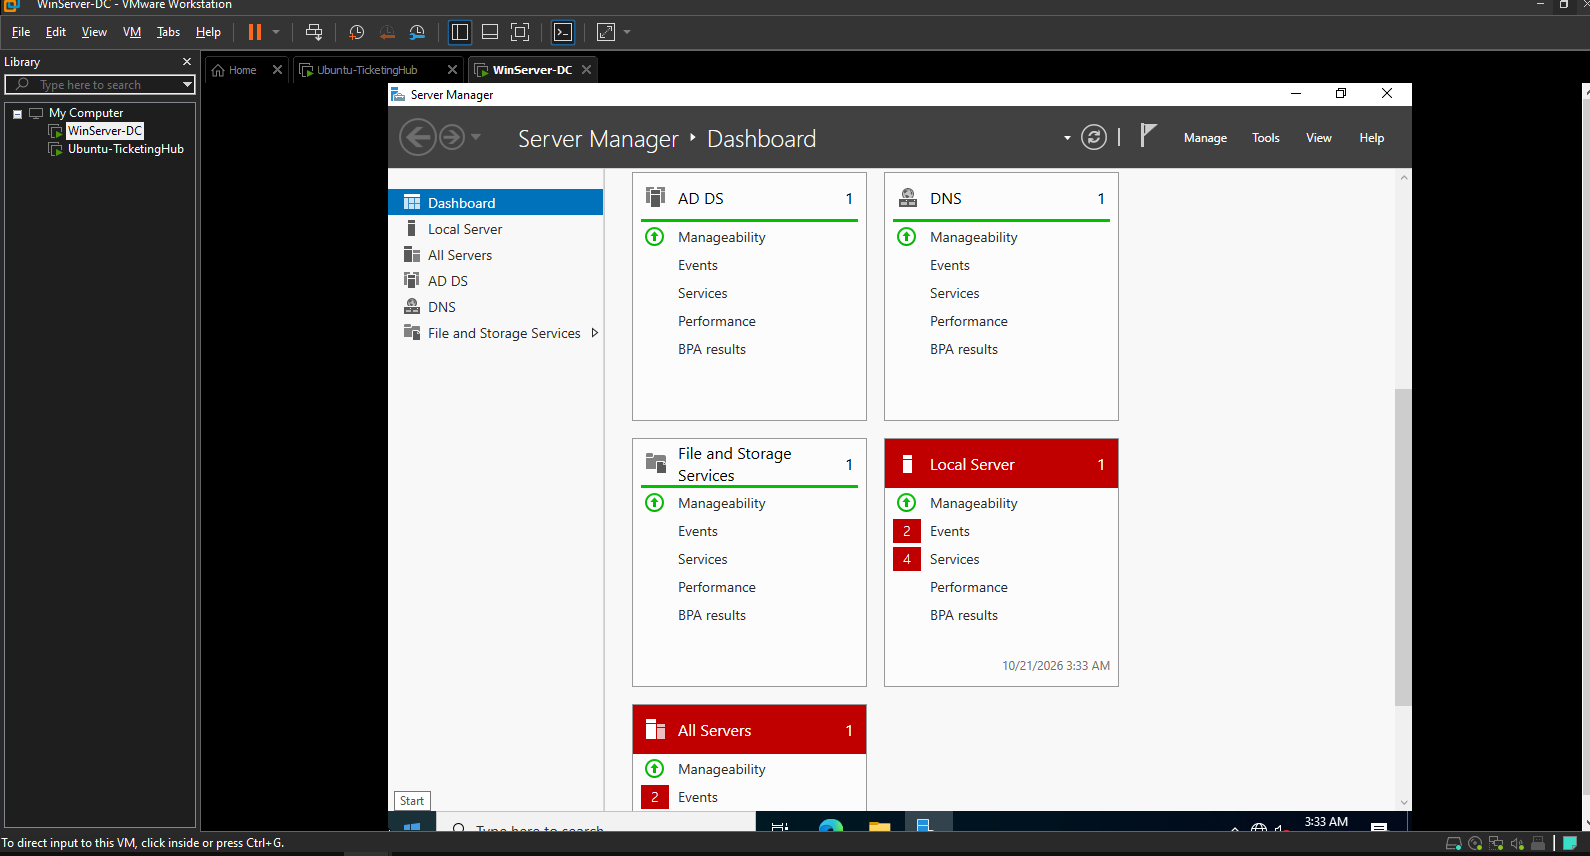 WinServer-DC - VMware Workstation
File Edit View VM Tabs Help
Library
Type here to search
My Computer
WinServer-DC
Ubuntu-TicketingHub
Home
Ubuntu-TicketingHub
WinServer-DC
Server Manager
Server Manager ‣ Dashboard
Manage Tools View Help
Dashboard
Local Server
All Servers
AD DS
DNS
File and Storage Services
AD DS 1
Manageability
Events
Services
Performance
BPA results
DNS 1
Manageability
Events
Services
Performance
BPA results
File and Storage
Services 1
Manageability
Events
Services
Performance
BPA results
Local Server 1
Manageability
2 Events
4 Services
Performance
BPA results
10/21/2026 3:33 AM
All Servers 1
Manageability
2 Events
Start
Type here to search
3:33 AM
To direct input to this VM, click inside or press Ctrl+G.